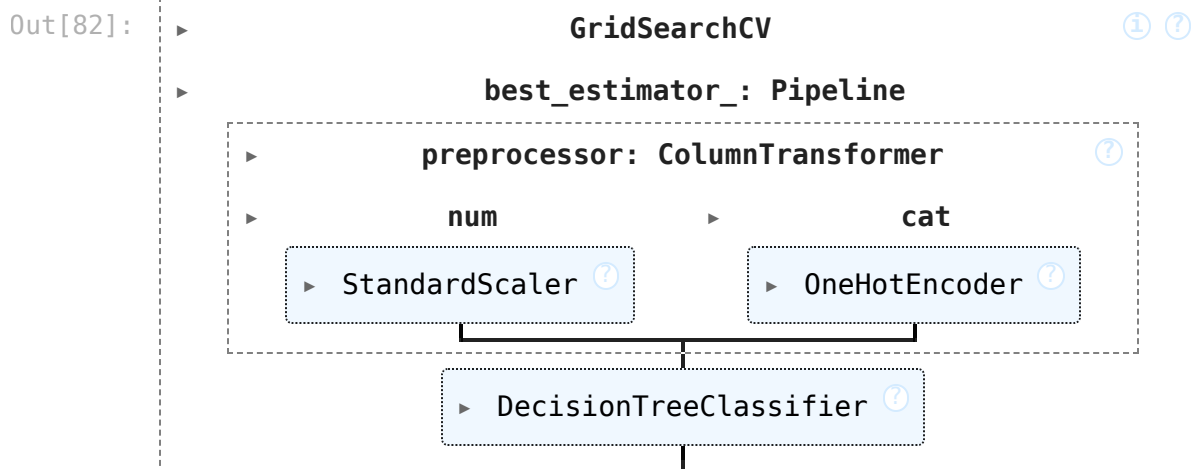 Out[82]:
GridSearchCV i ?
best_estimator_: Pipeline
preprocessor: ColumnTransformer ?
num cat
StandardScaler ? OneHotEncoder ?
DecisionTreeClassifier ?